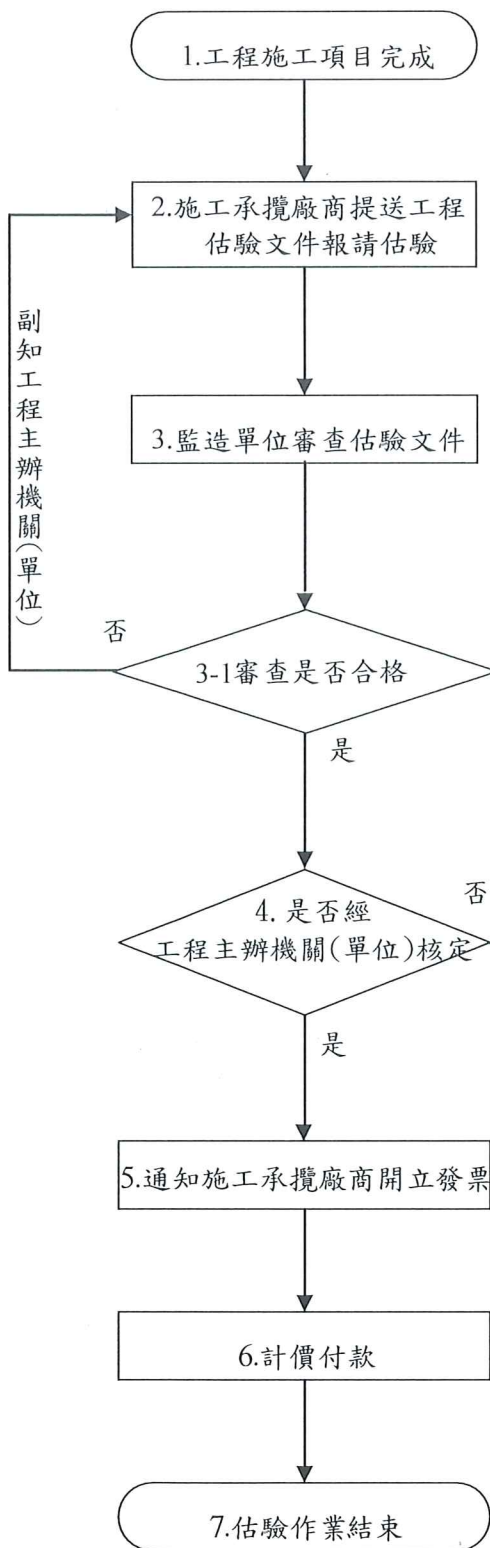 1.工程施工項目完成
2.施工承攬廠商提送工程
估驗文件報請估驗
副知工程主辦機關(單位)
3.監造單位審查估驗文件
否
3-1審查是否合格
是
否
4. 是否經
工程主辦機關(單位)核定
是
5.通知施工承攬廠商開立發票
6.計價付款
7.估驗作業結束